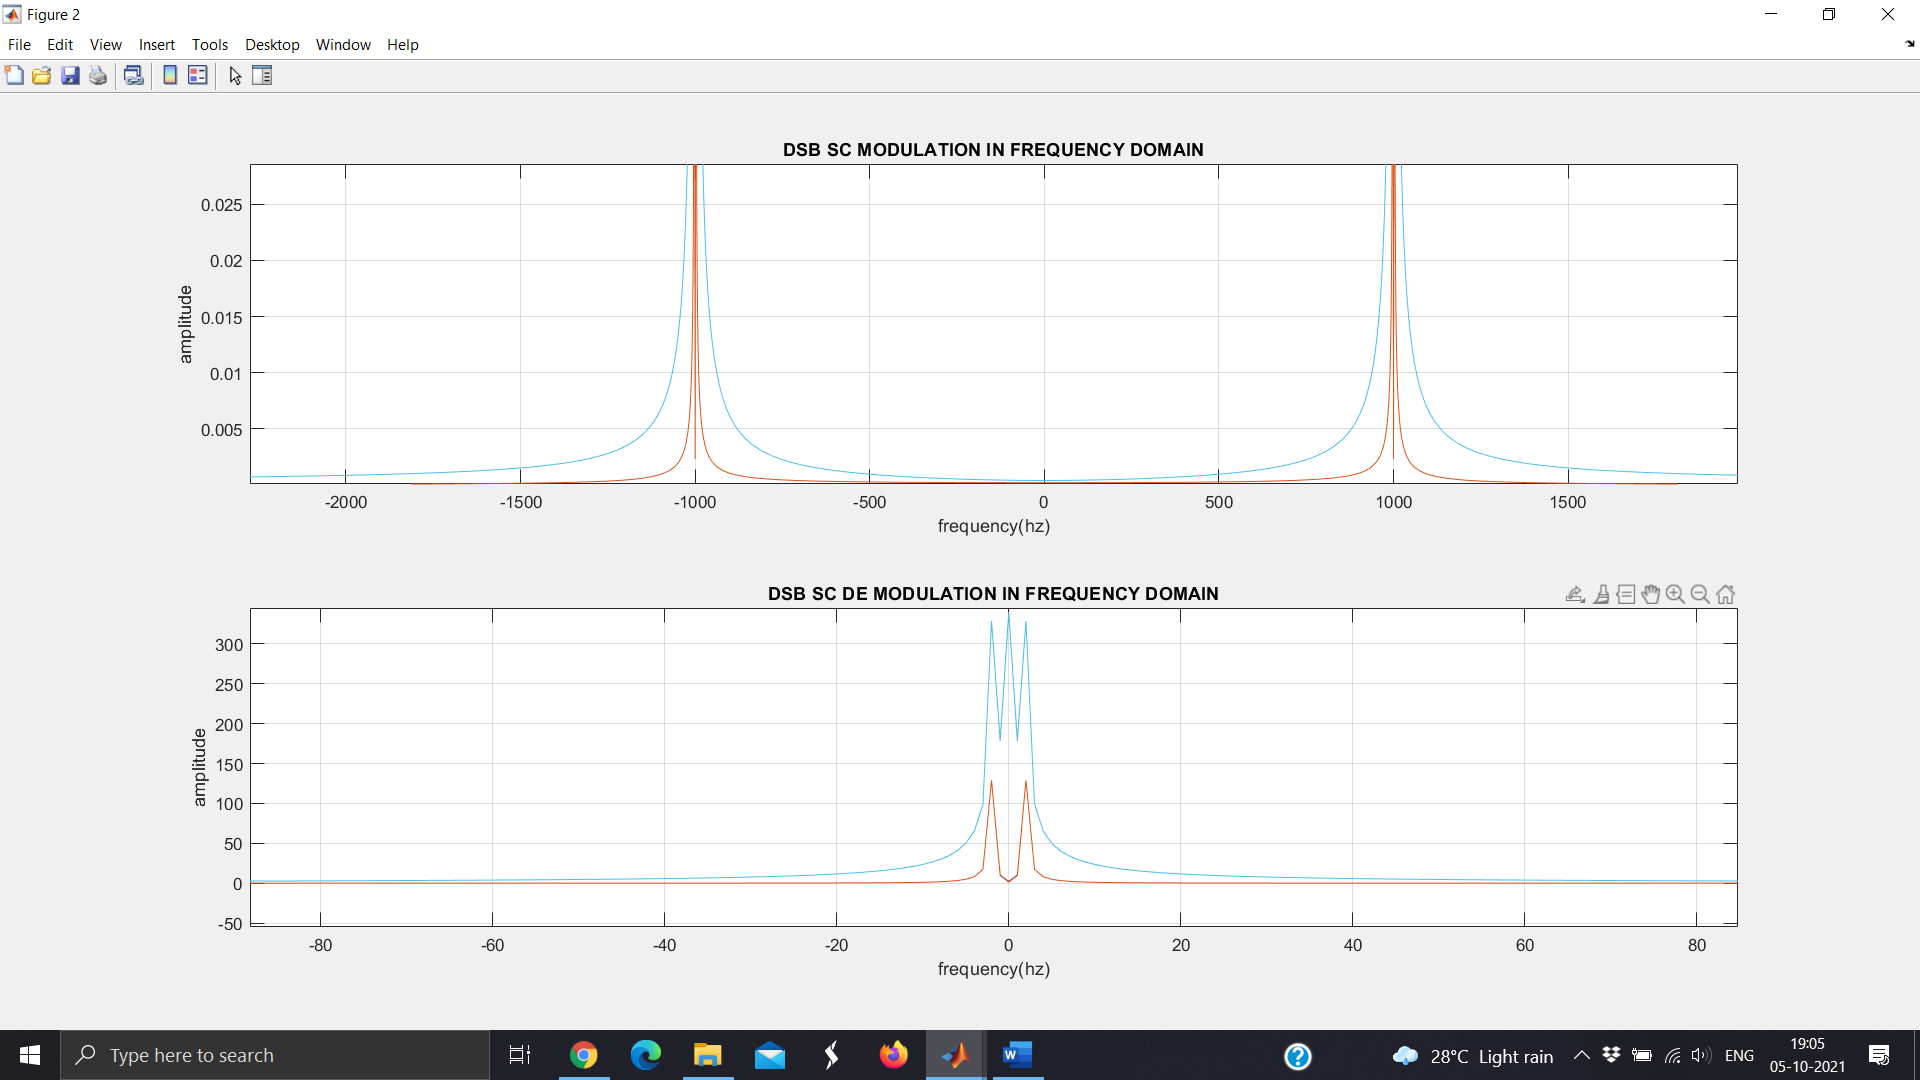 Figure 2
File Edit View Insert Tools Desktop Window Help
DSB SC MODULATION IN FREQUENCY DOMAIN
0.025
0.02
0.015
0.01
0.005
amplitude
-2000 -1500 -1000 -500 0 500 1000 1500
frequency(hz)
DSB SC DE MODULATION IN FREQUENCY DOMAIN
300
250
200
150
100
50
0
-50
amplitude
-80 -60 -40 -20 0 20 40 60 80
frequency(hz)
Type here to search
28°C Light rain
ENG
19:05
05-10-2021